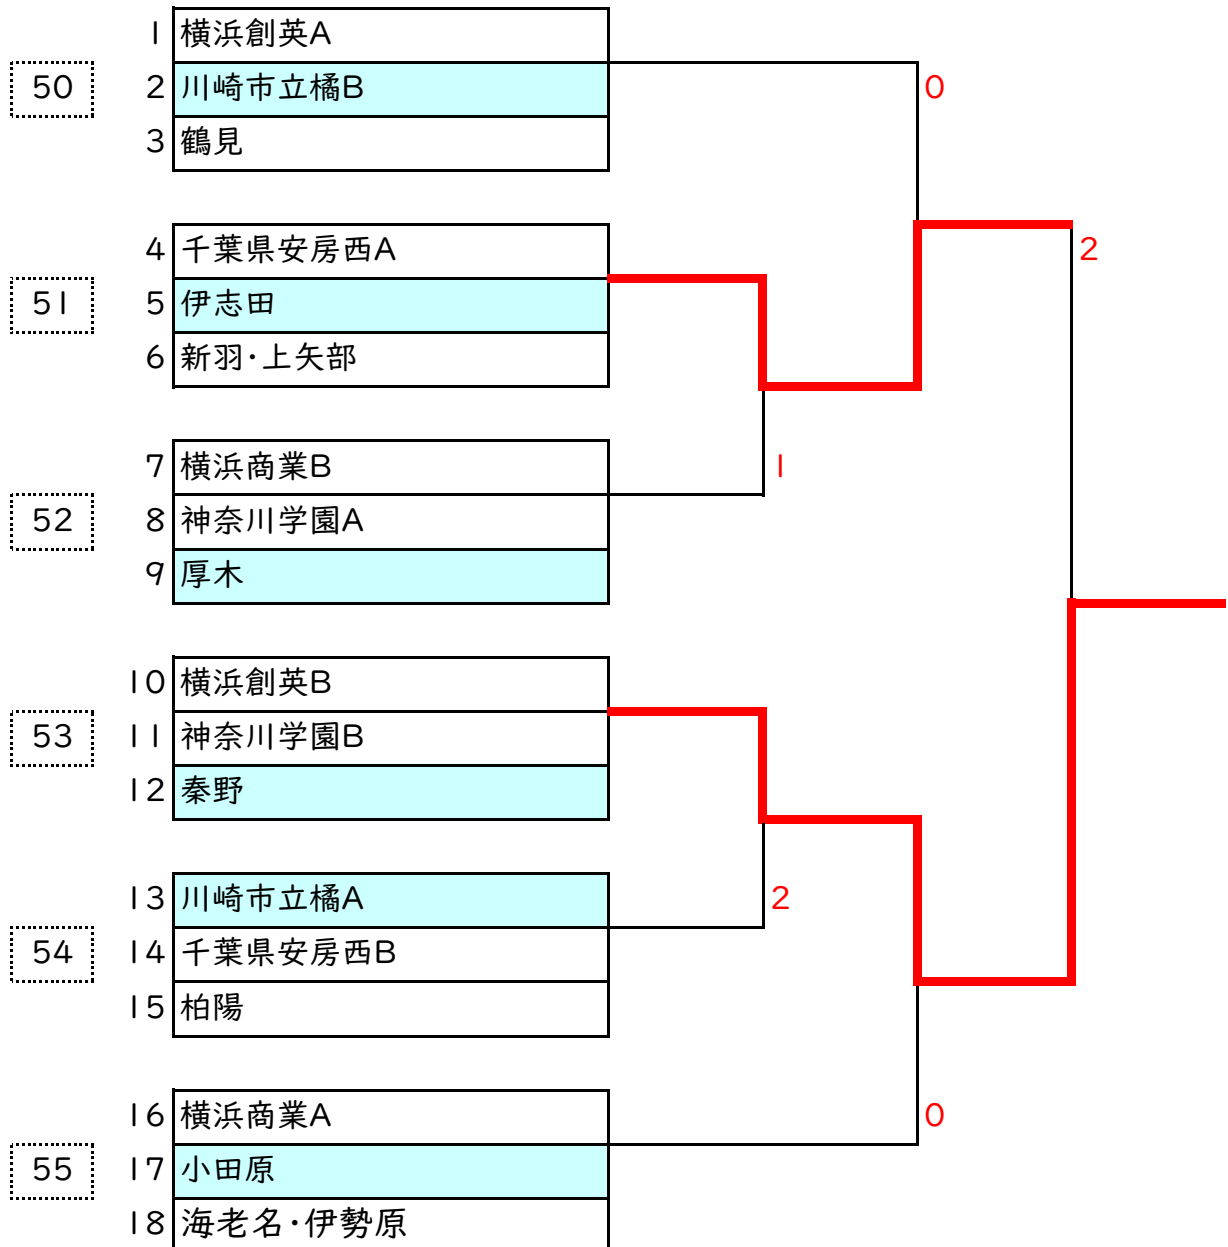 1 横浜創英A
50 2 川崎市立橘B 0
3 鶴見
4 千葉県安房西A 2
51 5 伊志田
6 新羽・上矢部
7 横浜商業B 1
52 8 神奈川学園A
9 厚木
10 横浜創英B
53 11 神奈川学園B
12 秦野
13 川崎市立橘A 2
54 14 千葉県安房西B
15 柏陽
16 横浜商業A 0
55 17 小田原
18 海老名・伊勢原